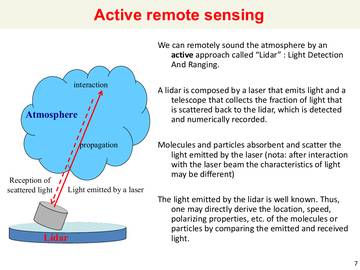 Active remote sensing
We can remotely sound the atmosphere by an
active approach called "Lidar" : Light Detection
And Ranging.
A lidar is composed by a laser that emits light and a
telescope that collects the fraction of light that
is scattered back to the lidar, which is detected
and numerically recorded.
Molecules and particles absorbent and scatter the
light emitted by the laser (nota: after interaction
with the laser beam the characteristics of light
may be different)
The light emitted by the lidar is well known. Thus,
one may directly derive the location, speed,
polarizing properties, etc. of the molecules or
particles by comparing the emitted and received
light.
interaction
Atmosphere
propagation
Reception of
scattered light
Light emitted by a laser
Lidar
7